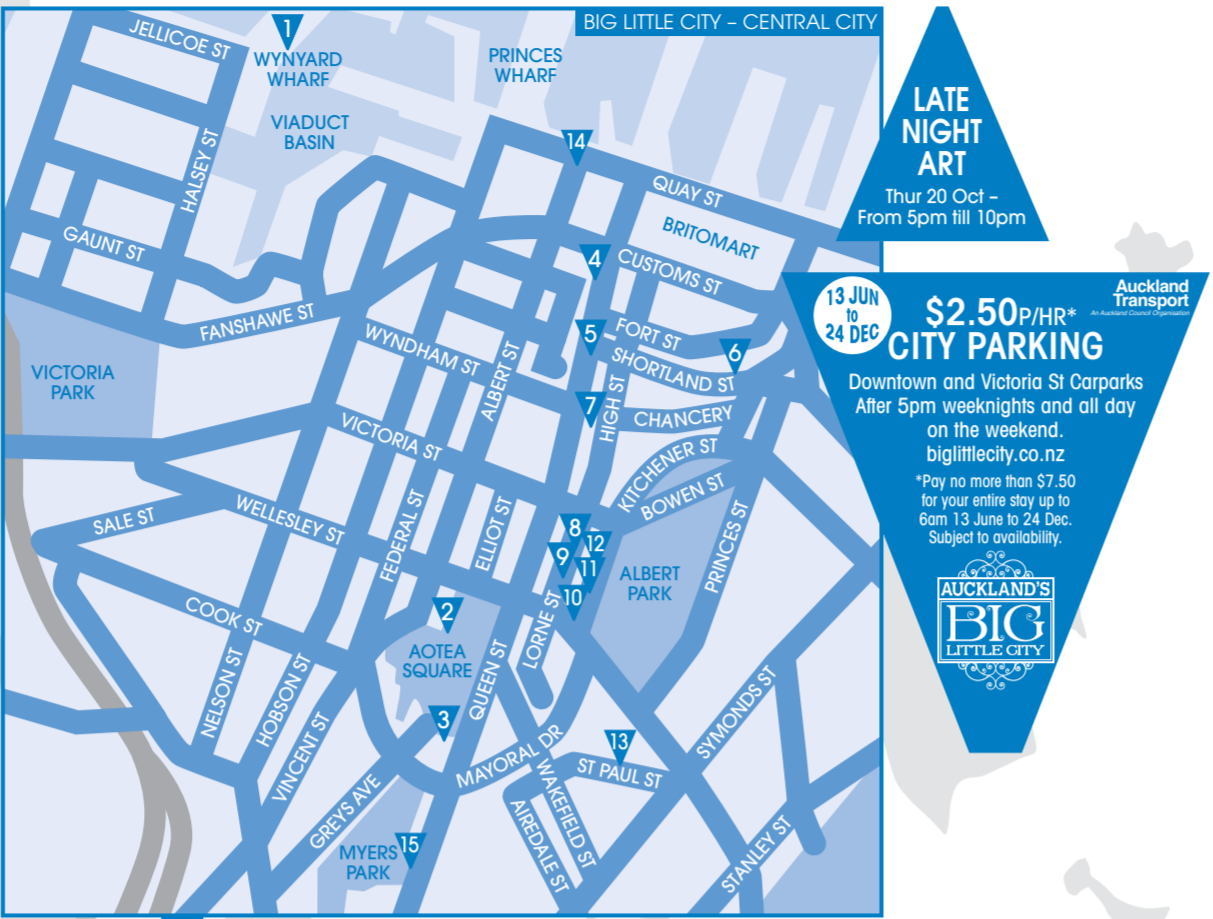 BIG LITTLE CITY – CENTRAL CITY
JELLICOE ST
1
WYNYARD
WHARF
PRINCES
WHARF
VIADUCT
BASIN
14
HALSEY ST
QUAY ST
BRITOMART
GAUNT ST
4
CUSTOMS ST
FANSHAWE ST
WYNDHAM ST
ALBERT ST
5
FORT ST
6
SHORTLAND ST
VICTORIA
PARK
7
HIGH ST
CHANCERY
VICTORIA ST
KITCHENER ST
BOWEN ST
SALE ST
WELLESLEY ST
FEDERAL ST
ELLIOT ST
8
12
9
11
10
ALBERT
PARK
PRINCES ST
COOK ST
2
AOTEA
SQUARE
LORNE ST
QUEEN ST
NELSON ST
HOBSON ST
VINCENT ST
3
MAYORAL DR
13
ST PAUL ST
SYMONDS ST
GREYS AVE
WAKEFIELD ST
AIREDALE ST
STANLEY ST
MYERS
PARK
15
LATE
NIGHT
ART
Thur 20 Oct –
From 5pm till 10pm
13 JUN
to
24 DEC
Auckland
Transport
An Auckland Council Organisation
$2.50P/HR*
CITY PARKING
Downtown and Victoria St Carparks
After 5pm weeknights and all day
on the weekend.
biglittlecity.co.nz
*Pay no more than $7.50
for your entire stay up to
6am 13 June to 24 Dec.
Subject to availability.
AUCKLAND'S
BIG
LITTLE CITY